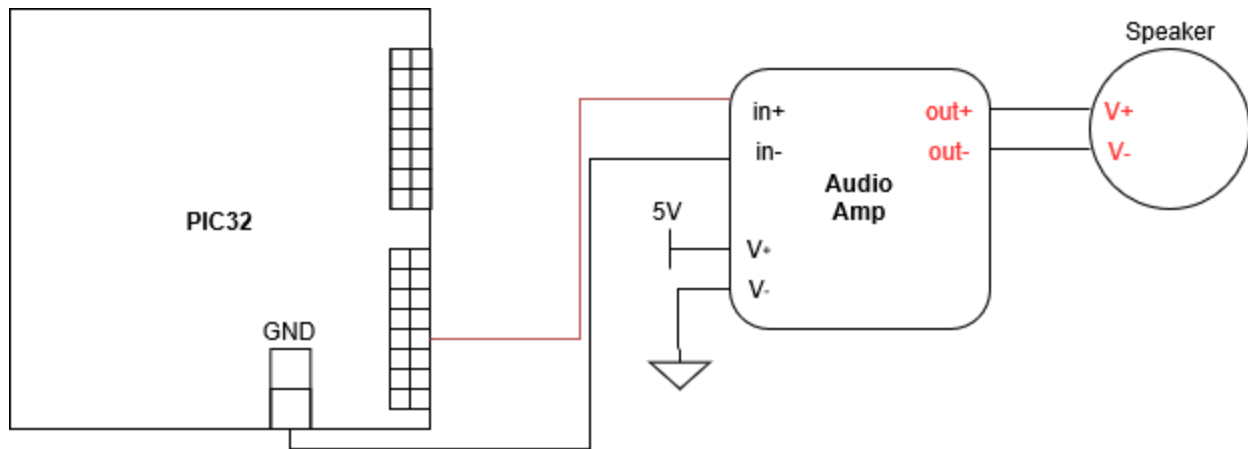 Speaker
in+
out+
V+
in-
out-
V-
Audio
Amp
5V
PIC32
V+
V-
GND